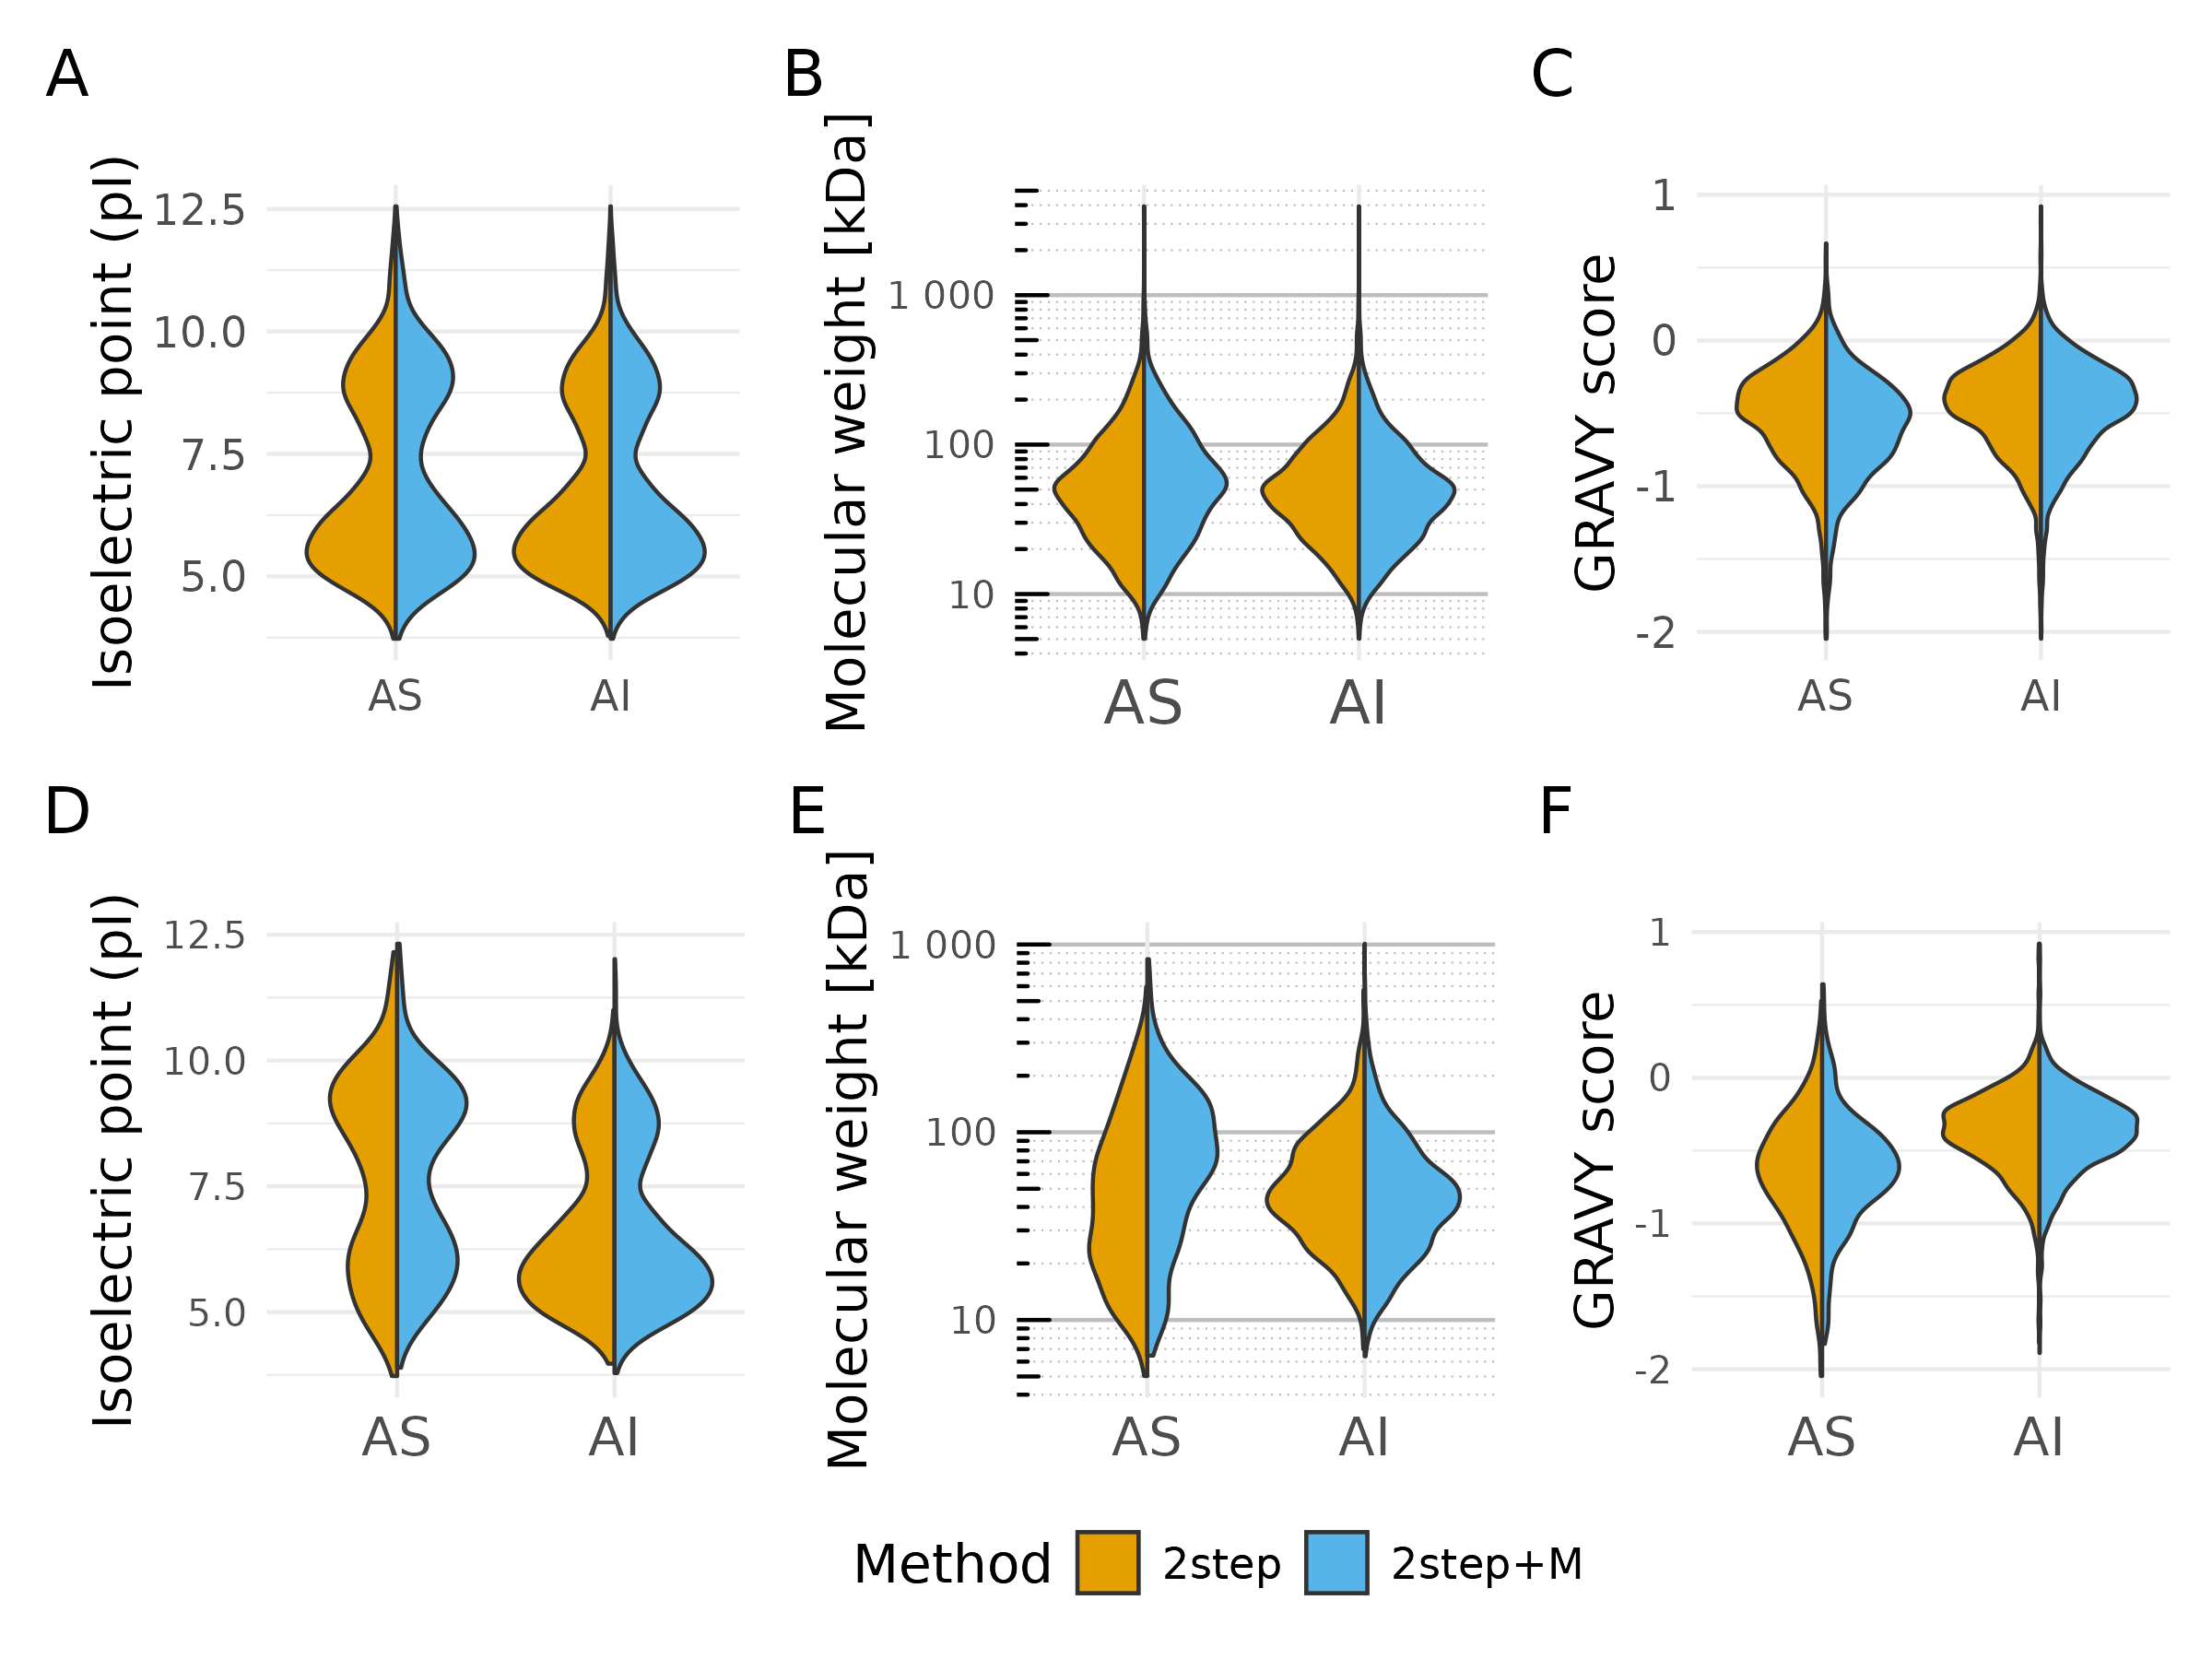 A
B
C
Isoelectric point (pI)
12.5
10.0
7.5
5.0
AS
AI
Molecular weight [kDa]
1 000
100
10
AS
AI
GRAVY score
1
0
-1
-2
AS
AI
D
E
F
Isoelectric point (pI)
12.5
10.0
7.5
5.0
AS
AI
Molecular weight [kDa]
1 000
100
10
AS
AI
GRAVY score
1
0
-1
-2
AS
AI
Method 2step 2step+M